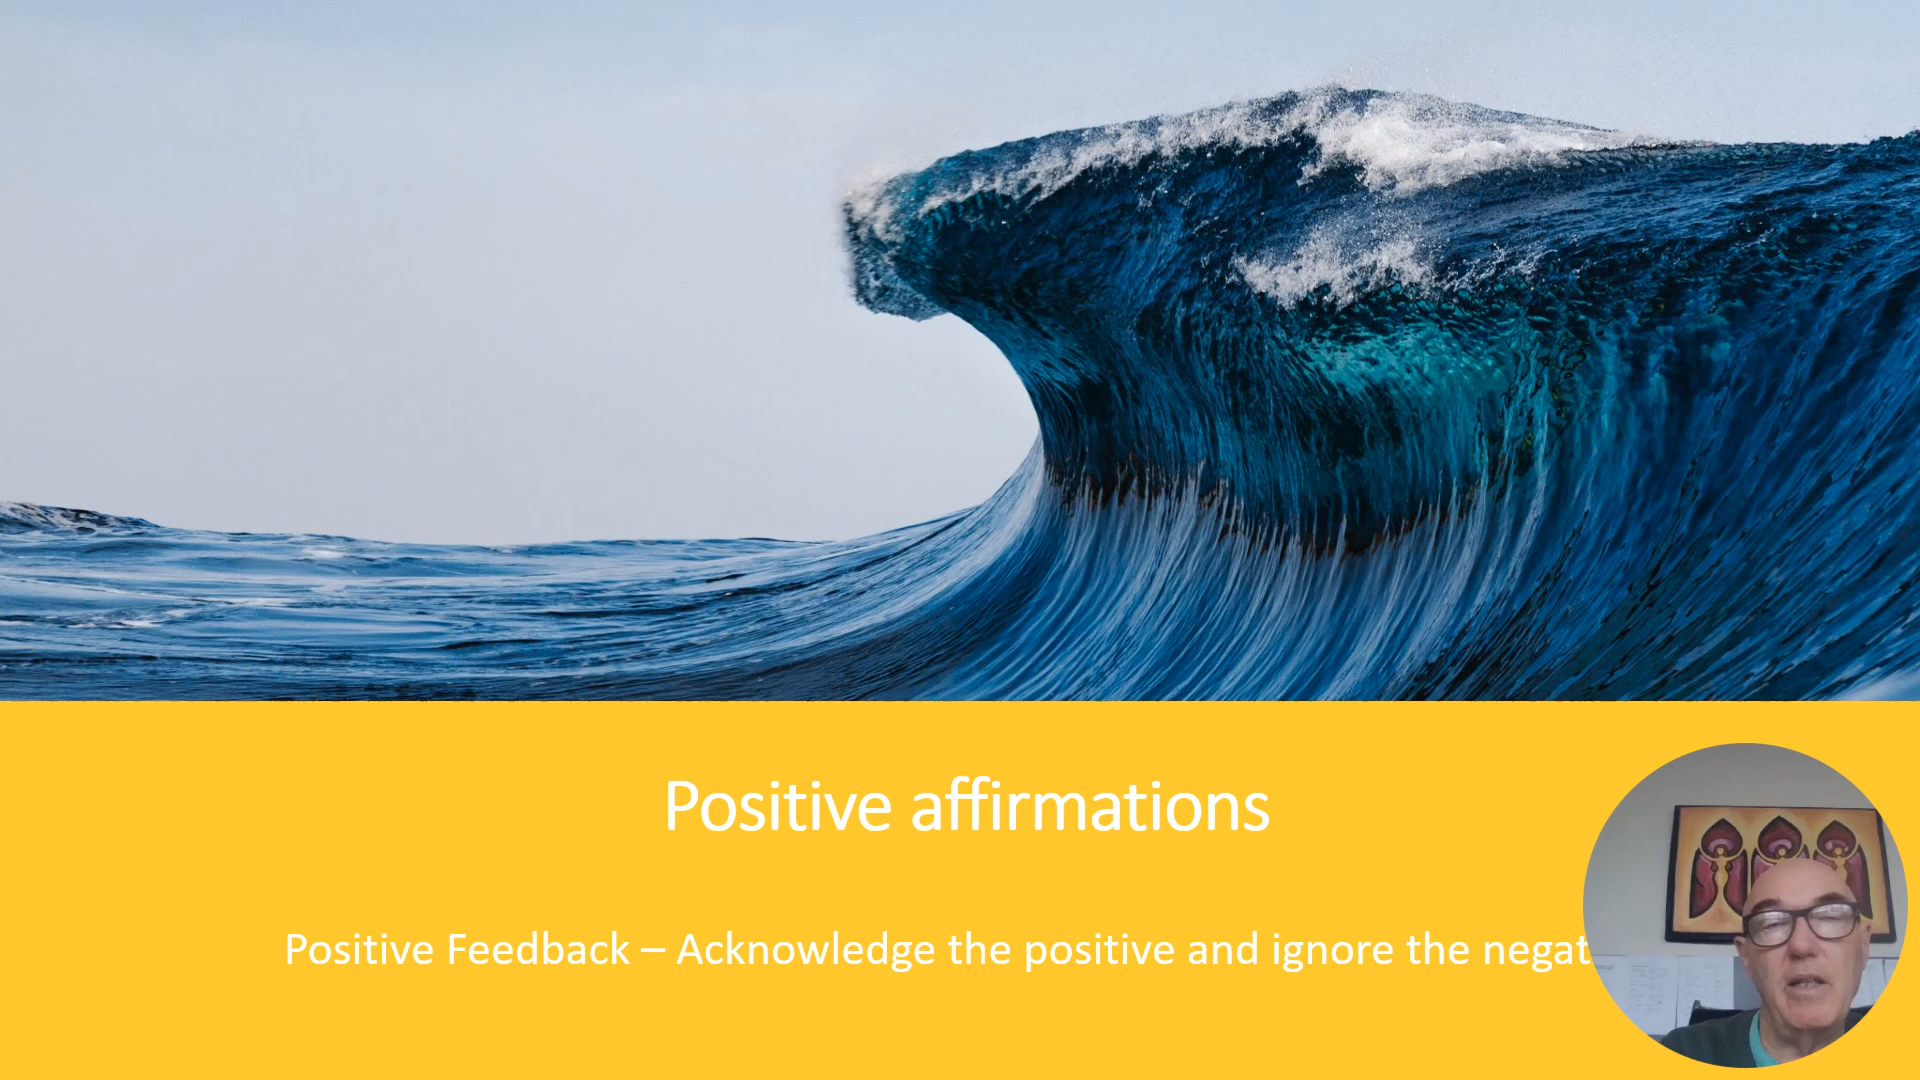 Positive affirmations
Positive Feedback – Acknowledge the positive and ignore the negat